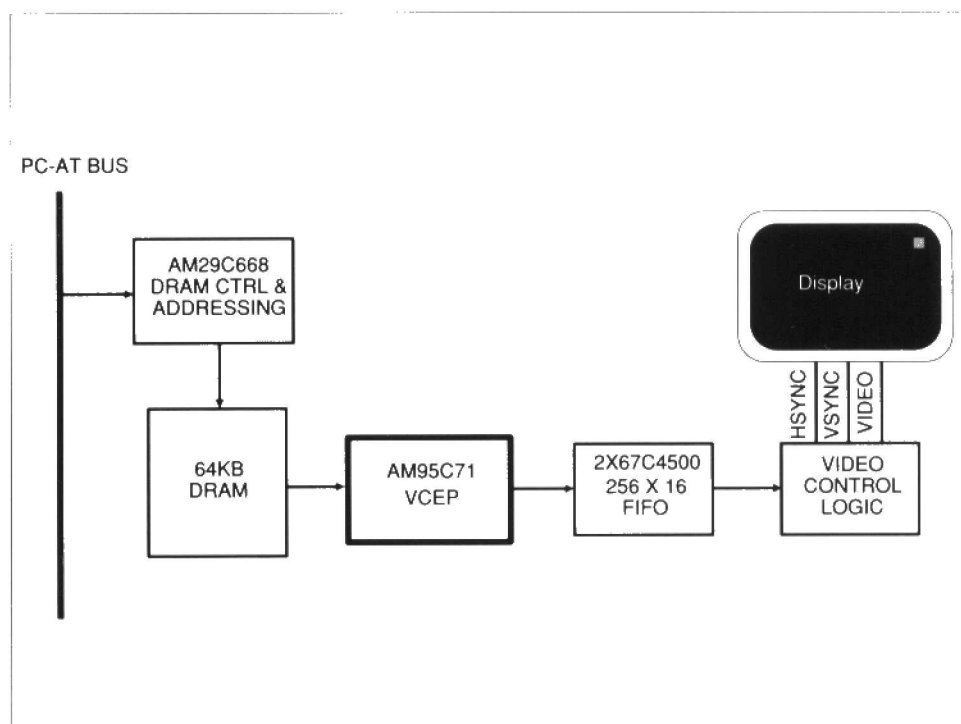 PC-AT BUS
AM29C668
DRAM CTRL &
ADDRESSING
64KB
DRAM
AM95C71
VCEP
2X67C4500
256 X 16
FIFO
Display
HSYNC
VSYNC
VIDEO
VIDEO
CONTROL
LOGIC